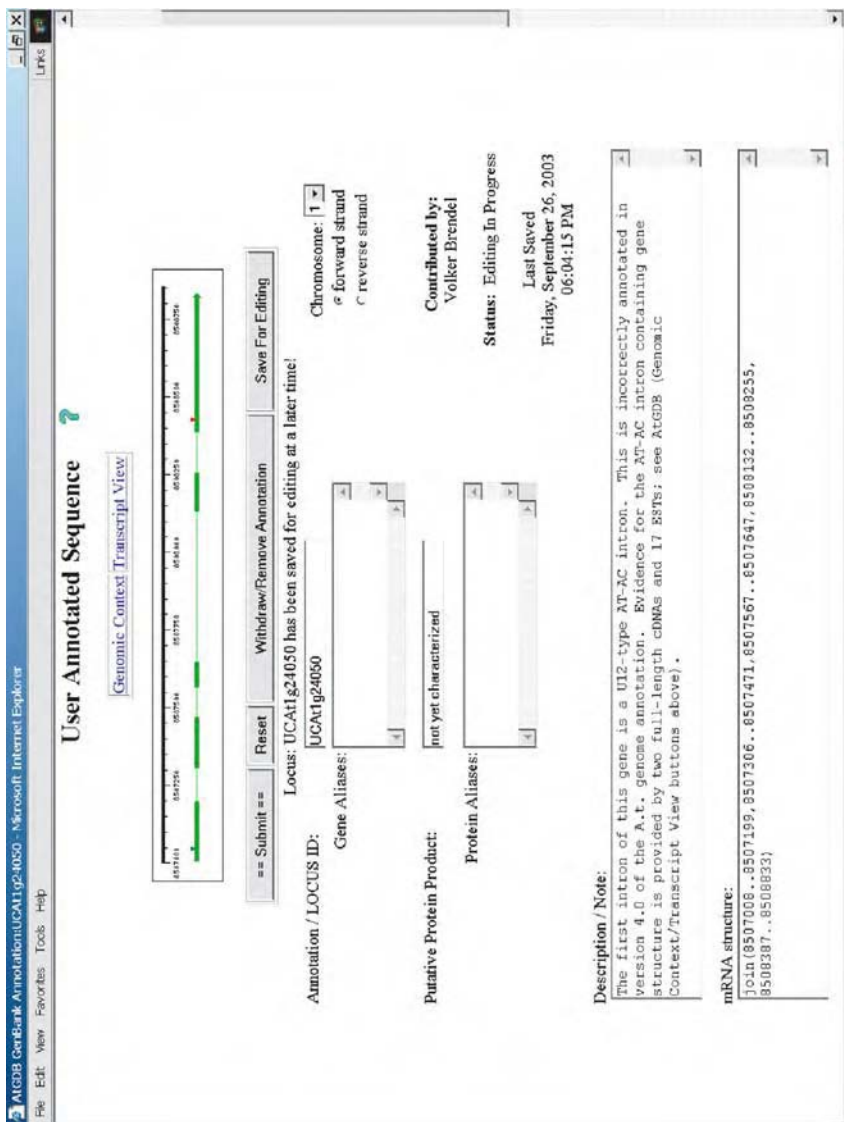 AtGDB GenBank Annotation:UCAt1g24050 - Microsoft Internet Explorer
File Edit View Favorites Tools Help
Links
User Annotated Sequence ?
Genomic Context Transcript View
== Submit == Reset Withdraw/Remove Annotation Save For Editing
Locus: UCAt1g24050 has been saved for editing at a later time!
Annotation / LOCUS ID: UCAt1g24050
Chromosome: 1
forward strand
reverse strand
Gene Aliases:
Putative Protein Product: not yet characterized
Contributed by:
Volker Brendel
Protein Aliases:
Status: Editing In Progress
Last Saved
Friday, September 26, 2003
06:04:15 PM
Description / Note:
The first intron of this gene is a U12-type AT-AC intron. This is incorrectly annotated in
version 4.0 of the A.t. genome annotation. Evidence for the AT-AC intron containing gene
structure is provided by two full-length cDNAs and 17 ESTs; see AtGDB (Genomic
Context/Transcript View buttons above).
mRNA structure:
join(8507008..8507199,8507306..8507471,8507567..8507647,8508132..8508255,
8508387..8508833)